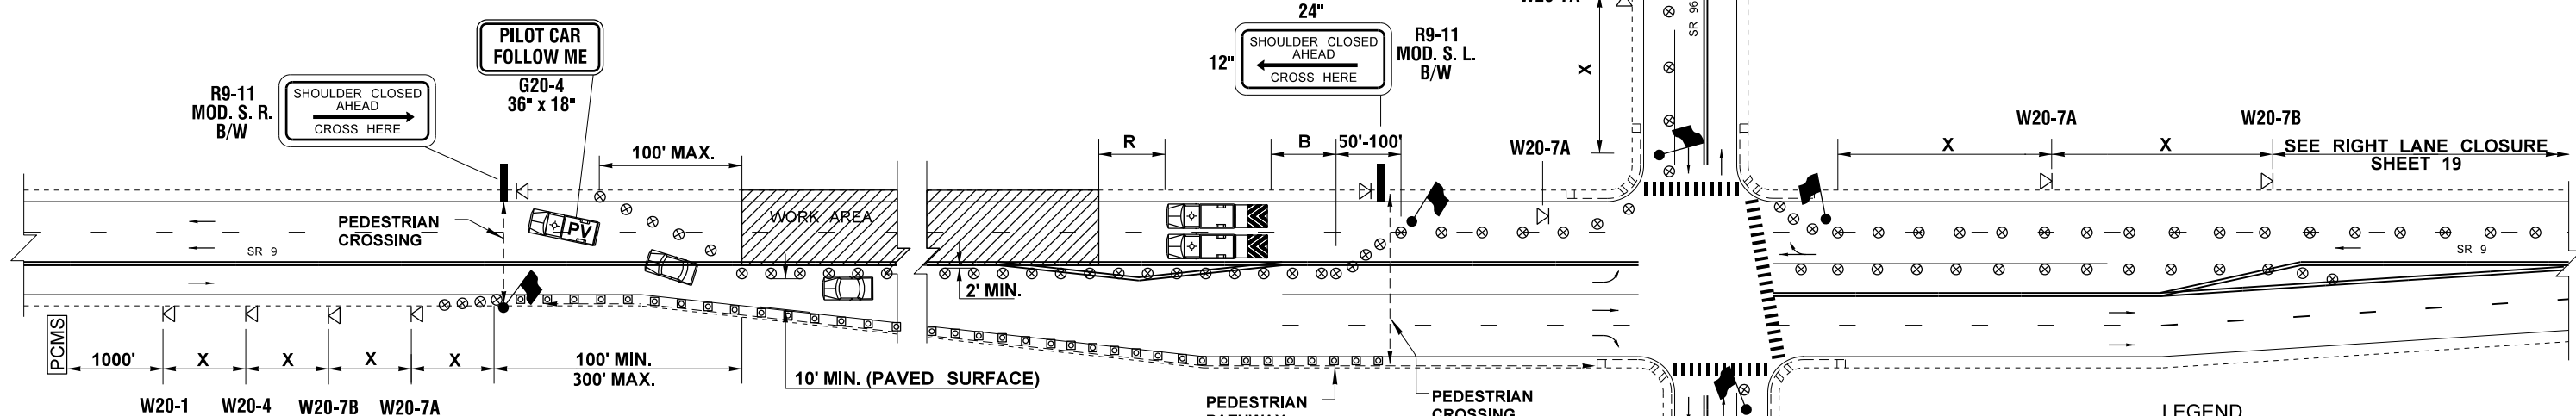 PILOT CAR
FOLLOW ME
G20-4
36" x 18"
R9-11
MOD. S. R.
B/W
SHOULDER CLOSED
AHEAD
CROSS HERE
24"
12"
SHOULDER CLOSED
AHEAD
CROSS HERE
R9-11
MOD. S. L.
B/W
X
SR 96
W20-7A
W20-7A
W20-7B
X
X
SEE RIGHT LANE CLOSURE
SHEET 19
100' MAX.
R
B
50'-100'
PEDESTRIAN
CROSSING
PV
WORK AREA
SR 9
SR 9
2' MIN.
PCMS
1000'
X
X
X
X
100' MIN.
300' MAX.
10' MIN. (PAVED SURFACE)
W20-1
W20-4
W20-7B
W20-7A
PEDESTRIAN
PATHWAY
PEDESTRIAN
CROSSING
LEGEND